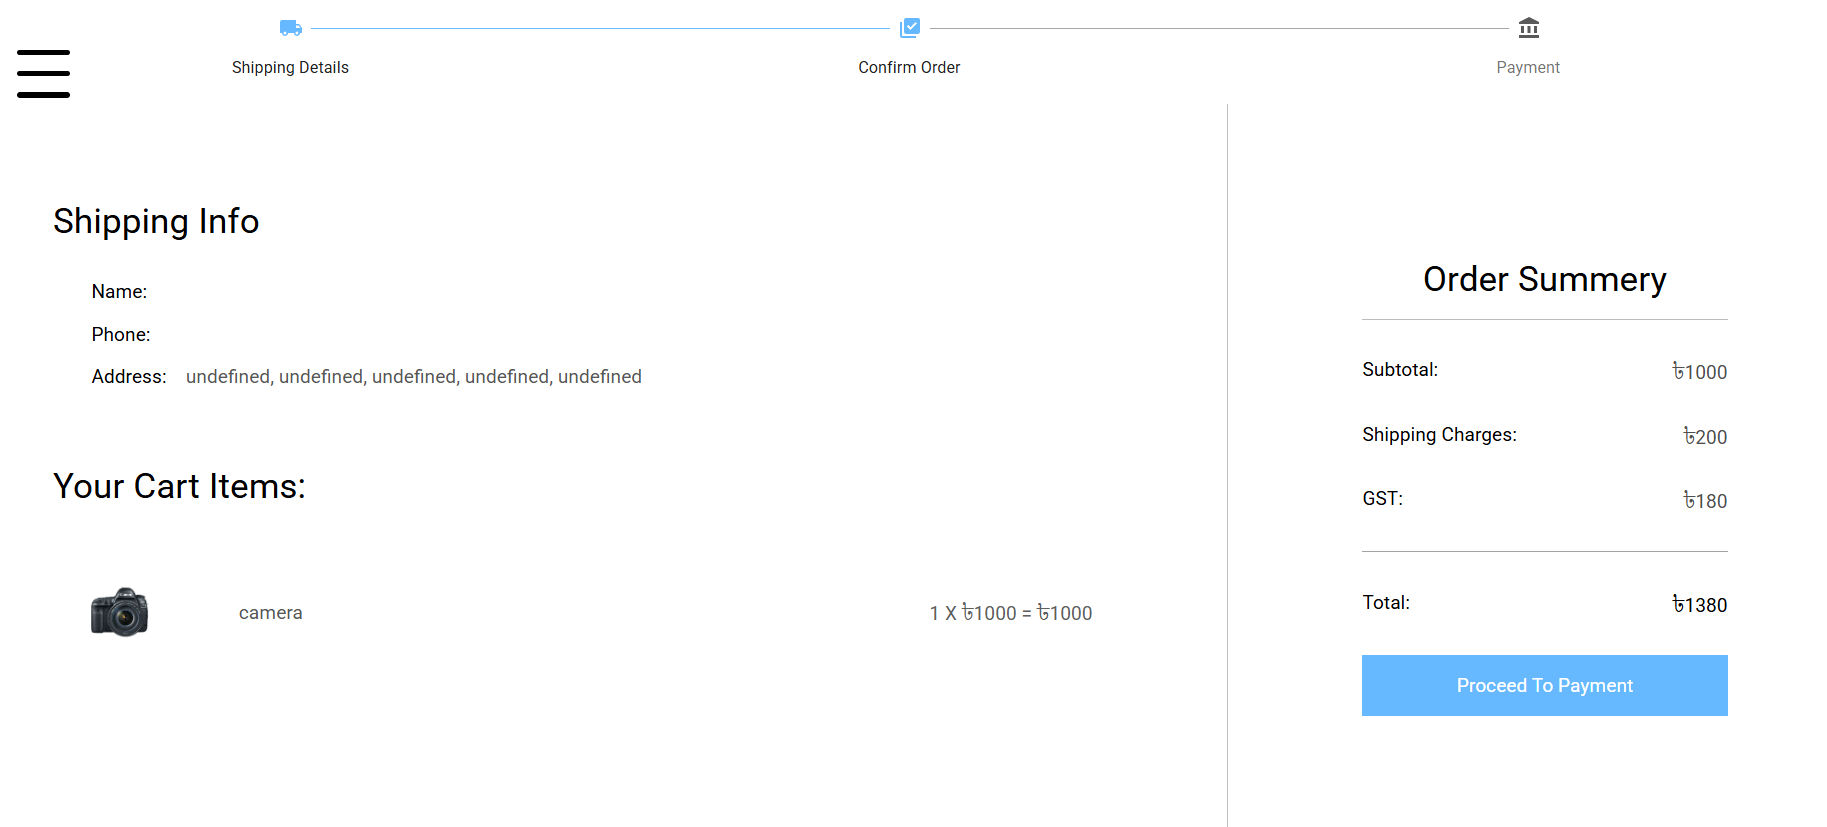 Shipping Details
Confirm Order
Payment
Shipping Info
Name:
Phone:
Address: undefined, undefined, undefined, undefined, undefined
Your Cart Items:
camera 1 X ৳1000 = ৳1000
Order Summery
Subtotal: ৳1000
Shipping Charges: ৳200
GST: ৳180
Total: ৳1380
Proceed To Payment